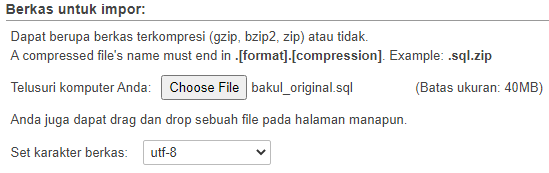 Berkas untuk impor:
Dapat berupa berkas terkompresi (gzip, bzip2, zip) atau tidak.
A compressed file's name must end in .[format].[compression]. Example: .sql.zip
Telusuri komputer Anda: Choose File bakul_original.sql (Batas ukuran: 40MB)
Anda juga dapat drag dan drop sebuah file pada halaman manapun.
Set karakter berkas: utf-8